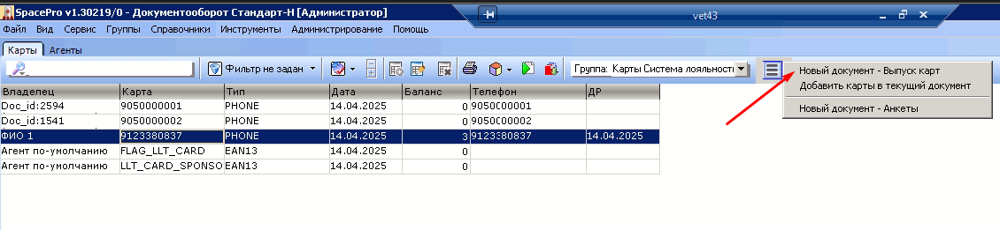 SpacePro v1.30219/0 - Документооборот Стандарт-Н [Администратор]
vet43
Файл Вид Сервис Группы Справочники Инструменты Администрирование Помощь
Карты Агенты
Фильтр не задан
Группа: Карты Система лояльност
Новый документ - Выпуск карт
Добавить карты в текущий документ
Новый документ - Анкеты
Владелец Карта Тип Дата Баланс Телефон ДР
Doc_id:2594 9050000001 PHONE 14.04.2025 0 9050000001
Doc_id:1541 9050000002 PHONE 14.04.2025 0 9050000002
ФИО 1 9123380837 PHONE 14.04.2025 3 9123380837 14.04.2025
Агент по-умолчанию FLAG_LLT_CARD EAN13 14.04.2025 0
Агент по-умолчанию LLT_CARD_SPONSO EAN13 14.04.2025 0